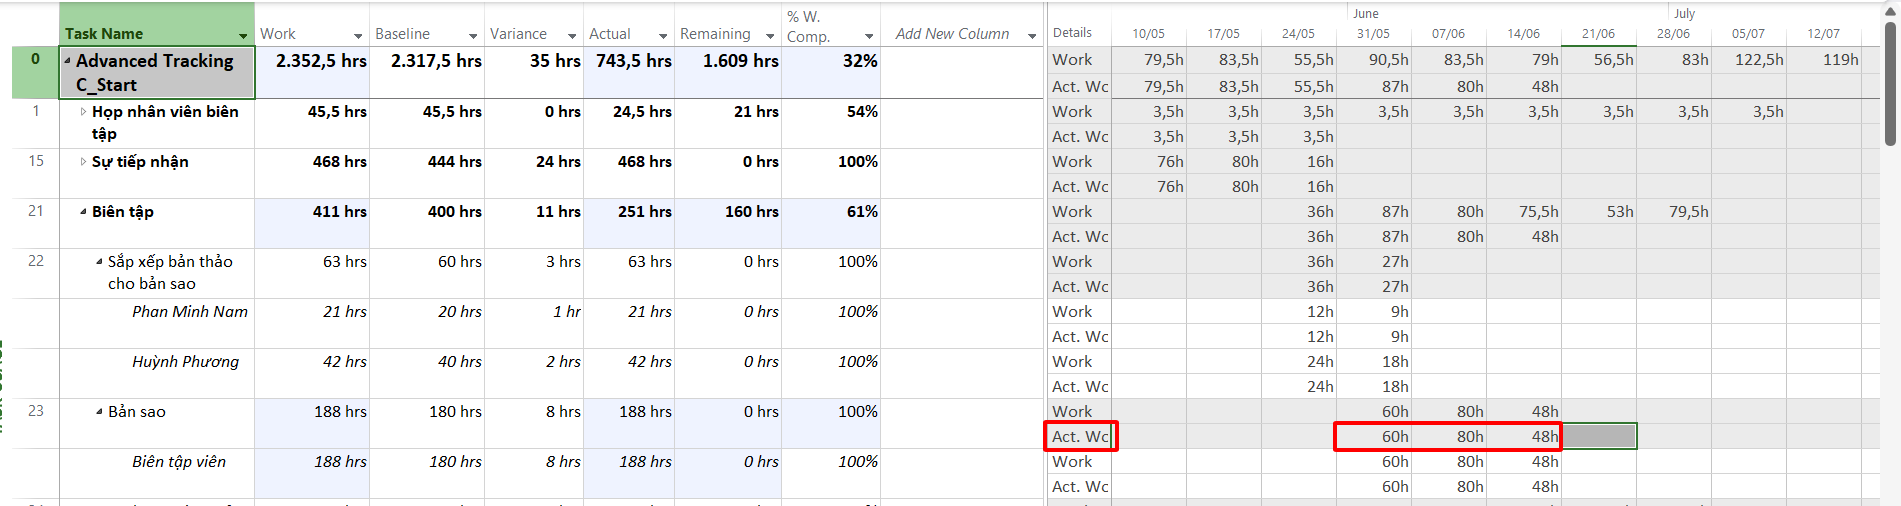 June July
Task Name Work Baseline Variance Actual Remaining % W. Comp. Add New Column Details 10/05 17/05 24/05 31/05 07/06 14/06 21/06 28/06 05/07 12/07
0 Advanced Tracking 2.352,5 hrs 2.317,5 hrs 35 hrs 743,5 hrs 1.609 hrs 32% Work 79,5h 83,5h 55,5h 90,5h 83,5h 79h 56,5h 83h 122,5h 119h
C_Start Act. Wc 79,5h 83,5h 55,5h 87h 80h 48h
1 Họp nhân viên biên 45,5 hrs 45,5 hrs 0 hrs 24,5 hrs 21 hrs 54% Work 3,5h 3,5h 3,5h 3,5h 3,5h 3,5h 3,5h 3,5h 3,5h
tập Act. Wc 3,5h 3,5h 3,5h
15 Sự tiếp nhận 468 hrs 444 hrs 24 hrs 468 hrs 0 hrs 100% Work 76h 80h 16h
Act. Wc 76h 80h 16h
21 Biên tập 411 hrs 400 hrs 11 hrs 251 hrs 160 hrs 61% Work 36h 87h 80h 75,5h 53h 79,5h
Act. Wc 36h 87h 80h 48h
22 Sắp xếp bản thảo 63 hrs 60 hrs 3 hrs 63 hrs 0 hrs 100% Work 36h 27h
cho bản sao Act. Wc 36h 27h
Phan Minh Nam 21 hrs 20 hrs 1 hr 21 hrs 0 hrs 100% Work 12h 9h
Act. Wc 12h 9h
Huỳnh Phương 42 hrs 40 hrs 2 hrs 42 hrs 0 hrs 100% Work 24h 18h
Act. Wc 24h 18h
23 Bản sao 188 hrs 180 hrs 8 hrs 188 hrs 0 hrs 100% Work 60h 80h 48h
Act. Wc 60h 80h 48h
Biên tập viên 188 hrs 180 hrs 8 hrs 188 hrs 0 hrs 100% Work 60h 80h 48h
Act. Wc 60h 80h 48h